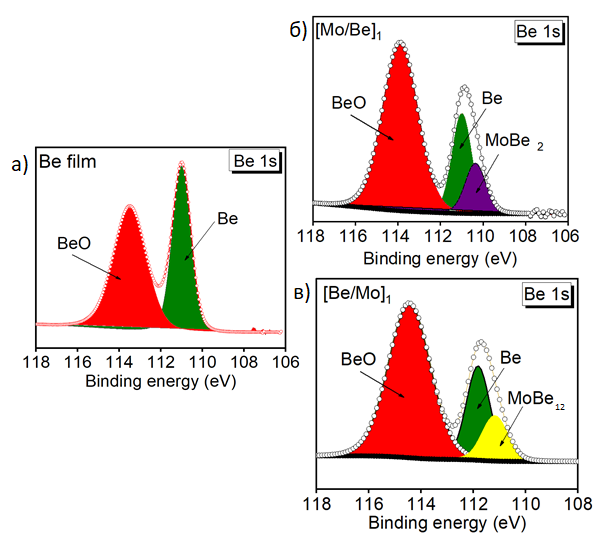 а)
Be film
Be 1s
BeO
Be
118 116 114 112 110 108 106
Binding energy (eV)
б)
[Mo/Be]1
Be 1s
BeO
Be
MoBe 2
118 116 114 112 110 108 106
Binding energy (eV)
в)
[Be/Mo]1
Be 1s
BeO
Be
MoBe12
118 116 114 112 110 108
Binding energy (eV)